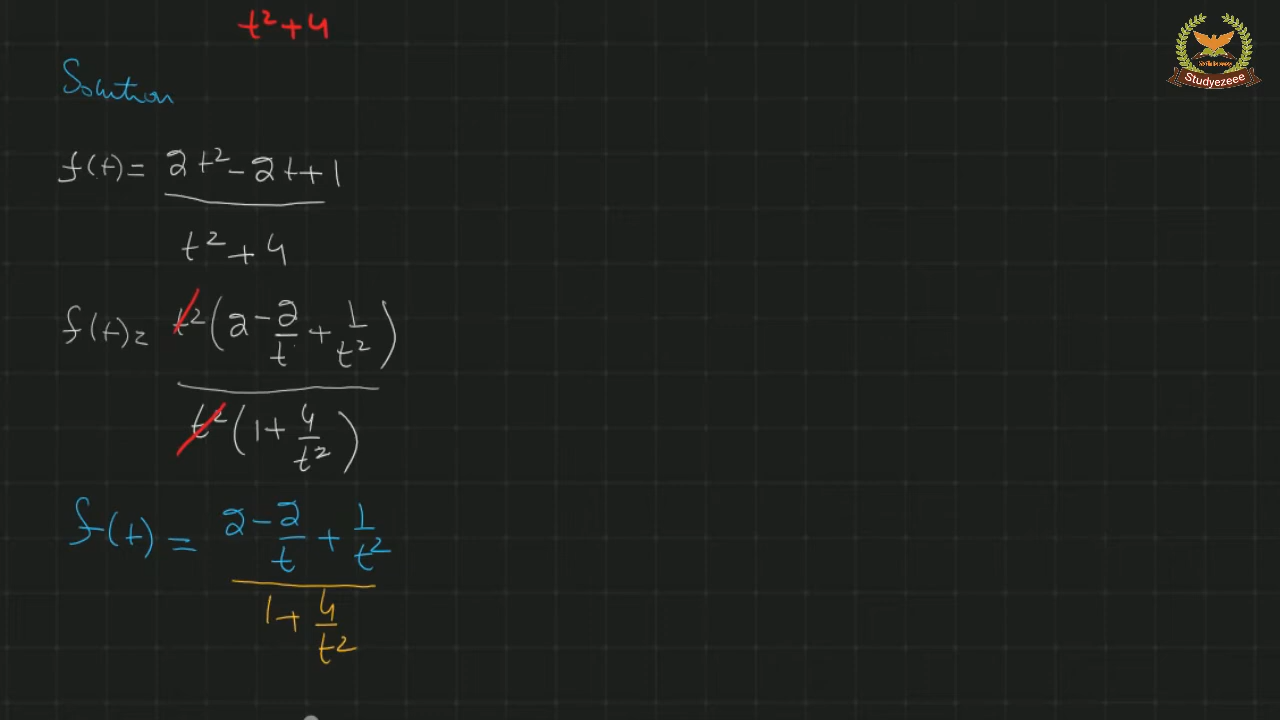 t² + 4
Studyezeee
Solution
f(t) = 2t² - 2t + 1
t² + 4
f(t) = t² (2 - 2/t + 1/t²)
t² (1 + 4/t²)
f(t) = 2 - 2/t + 1/t²
1 + 4/t²